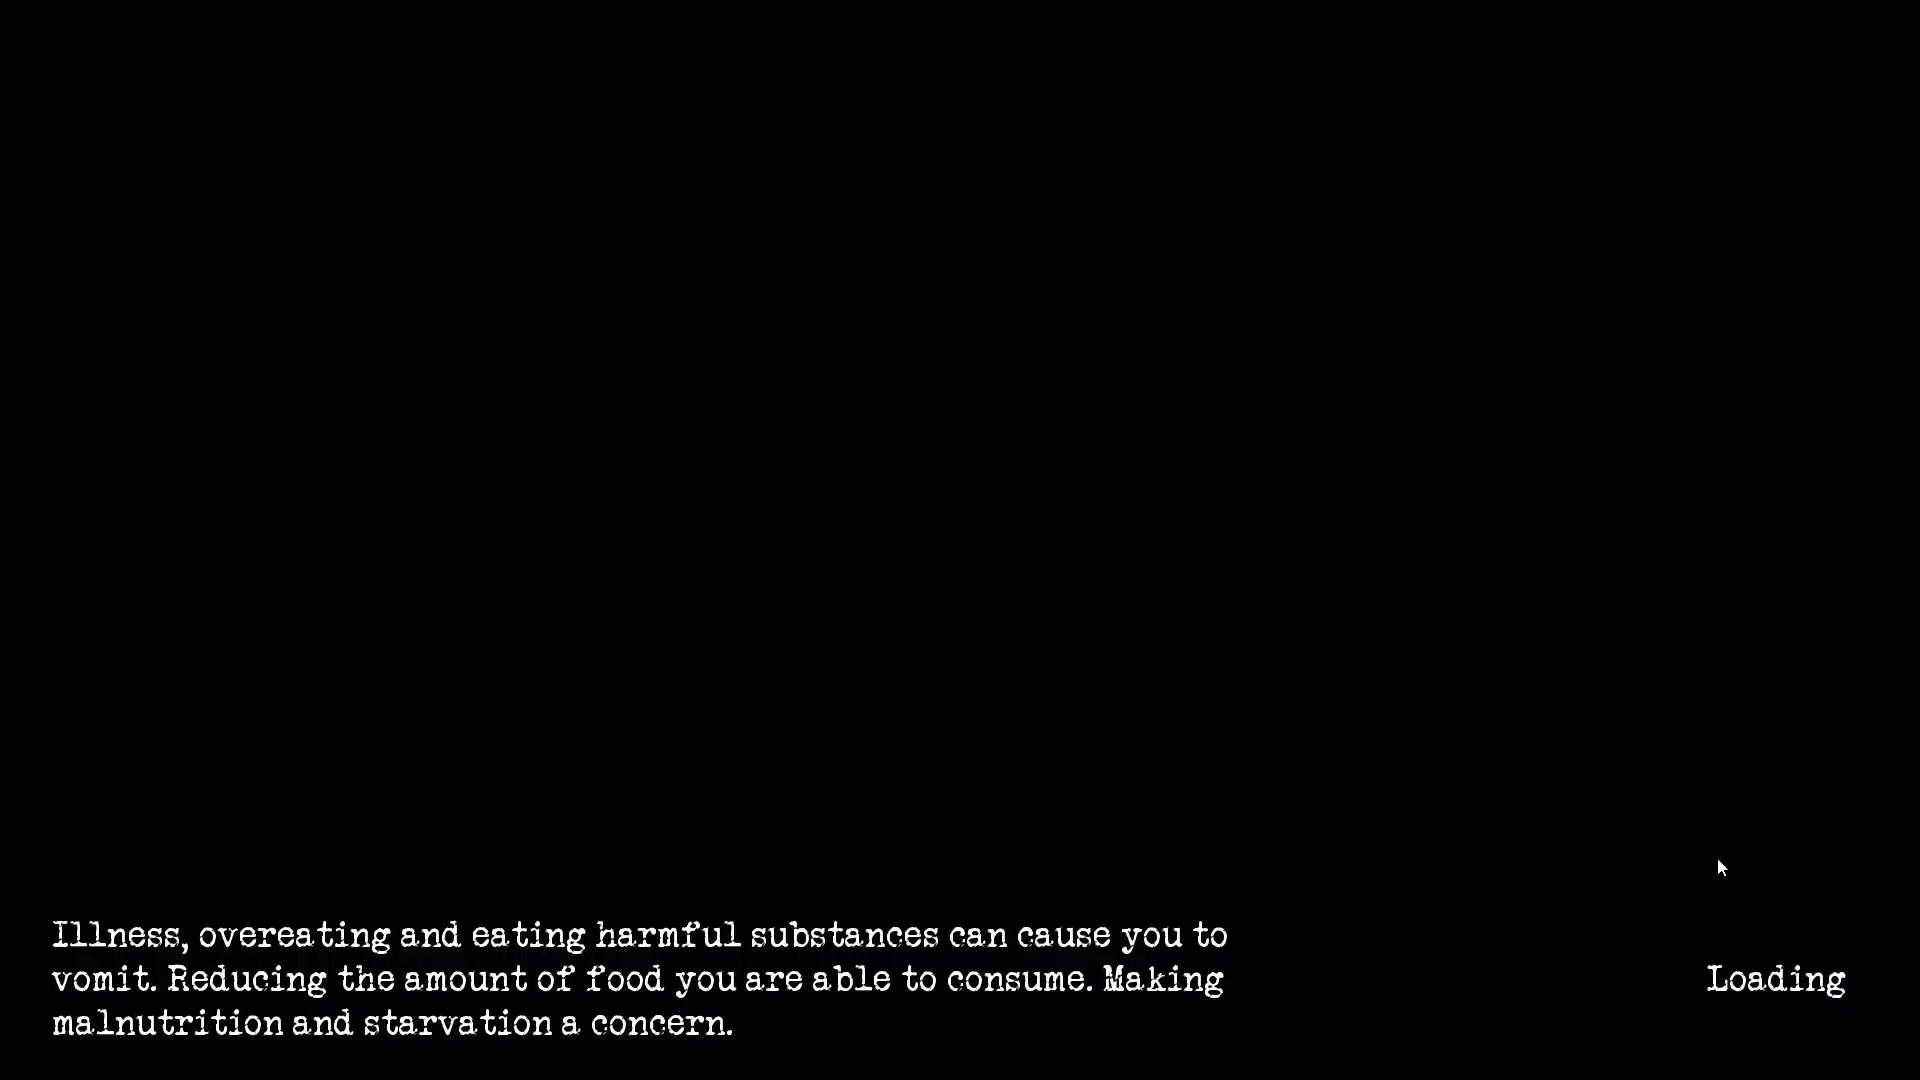 Illness, overeating and eating harmful substances can cause you to
vomit. Reducing the amount of food you are able to consume. Making
malnutrition and starvation a concern.
Loading